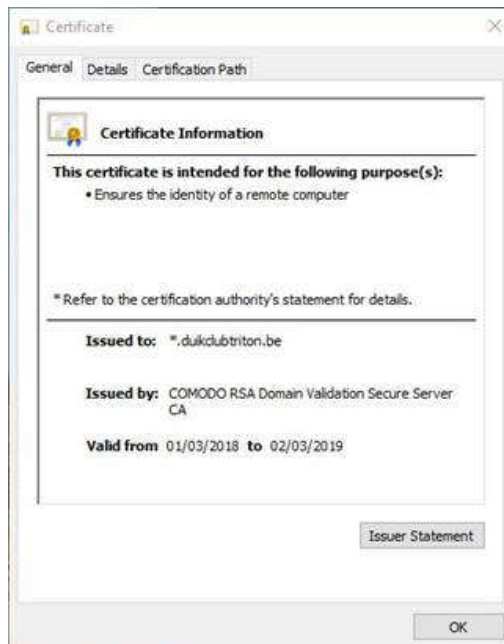 Certificate
General Details Certification Path
Certificate Information
This certificate is intended for the following purpose(s):
• Ensures the identity of a remote computer
* Refer to the certification authority's statement for details.
Issued to: *.duikclubtriton.be
Issued by: COMODO RSA Domain Validation Secure Server
CA
Valid from 01/03/2018 to 02/03/2019
Issuer Statement
OK